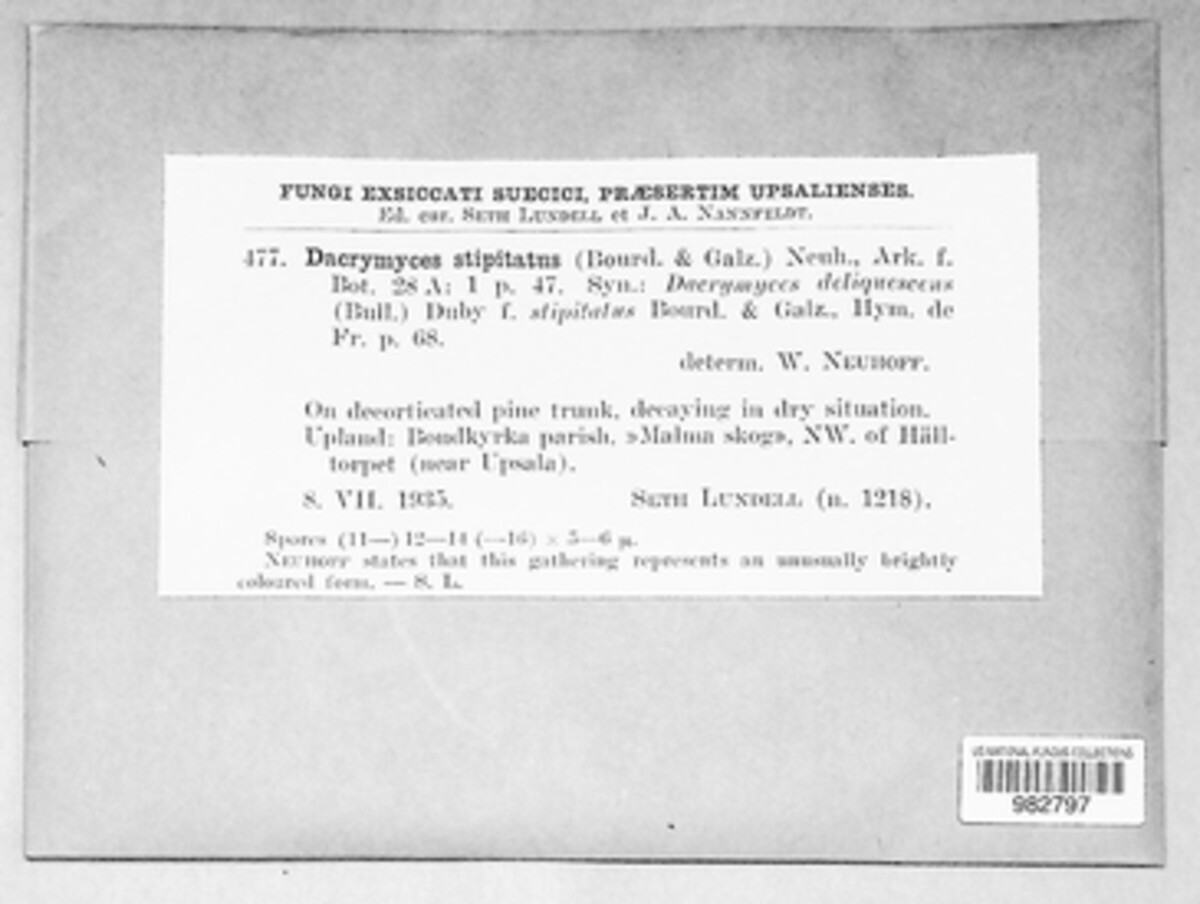 FUNGI EXSICCATI SUECICI, PRÆSERTIM UPSALIENSES.
Ed. cur. SETH LUNDELL et J. A. NANNFELDT.
477. Dacrymyces stipitatus (Bourd. & Galz.) Neuh., Ark. f.
Bot. 28 A: 1 p. 47. Syn.: Dacrymyces deliquescens
(Bull.) Duby f. stipitatus Bourd. & Galz., Hym. de
Fr. p. 68.
determ. W. NEUHOFF.
On decorticated pine trunk, decaying in dry situation.
Upland: Bondkyrka parish, »Malma skog», NW. of Häll-
torpet (near Upsala).
8. VII. 1935. SETH LUNDELL (n. 1218).
Spores (11—) 12—14 (—16) × 5—6 µ.
NEUHOFF states that this gathering represents an unusually brightly
coloured form. — S. L.
US NATIONAL FUNGUS COLLECTIONS
982797